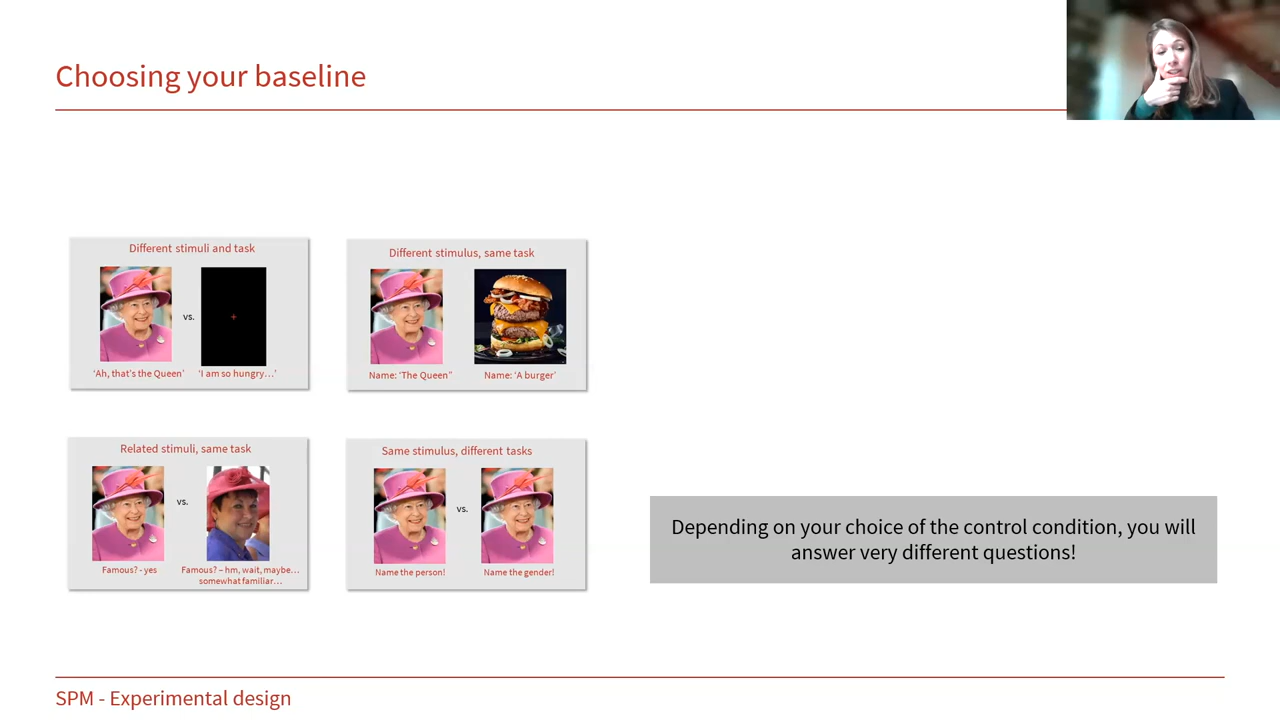 Choosing your baseline
Different stimuli and task
vs.
‘Ah, that’s the Queen’
‘I am so hungry…’
Different stimulus, same task
Name: ‘The Queen”
Name: ‘A burger’
Related stimuli, same task
vs.
Famous? - yes
Famous? – hm, wait, maybe…
somewhat familiar…
Same stimulus, different tasks
vs.
Name the person!
Name the gender!
Depending on your choice of the control condition, you will
answer very different questions!
SPM - Experimental design